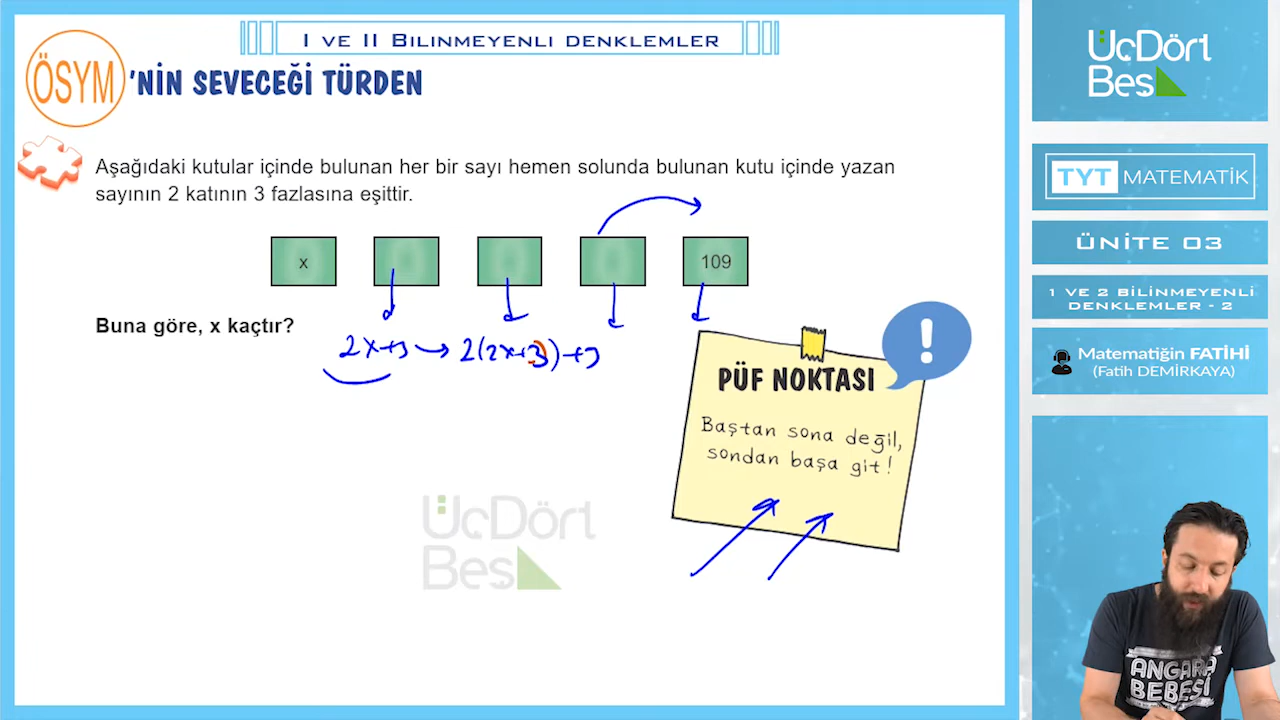 I VE II BILINMEYENLI DENKLEMLER
ÖSYM'NİN SEVECEĞİ TÜRDEN
Aşağıdaki kutular içinde bulunan her bir sayı hemen solunda bulunan kutu içinde yazan
sayının 2 katının 3 fazlasına eşittir.
x
109
Buna göre, x kaçtır?
2x+3 → 2(2x+3)+3
PÜF NOKTASI
Baştan sona değil,
sondan başa git!
!
ÜçDört
Beş
ÜçDört
Beş
TYT MATEMATİK
ÜNİTE 03
1 VE 2 BİLİNMEYENLİ
DENKLEMLER - 2
Matematiğin FATİHİ
(Fatih DEMİRKAYA)
ANGARA
BEBESİ